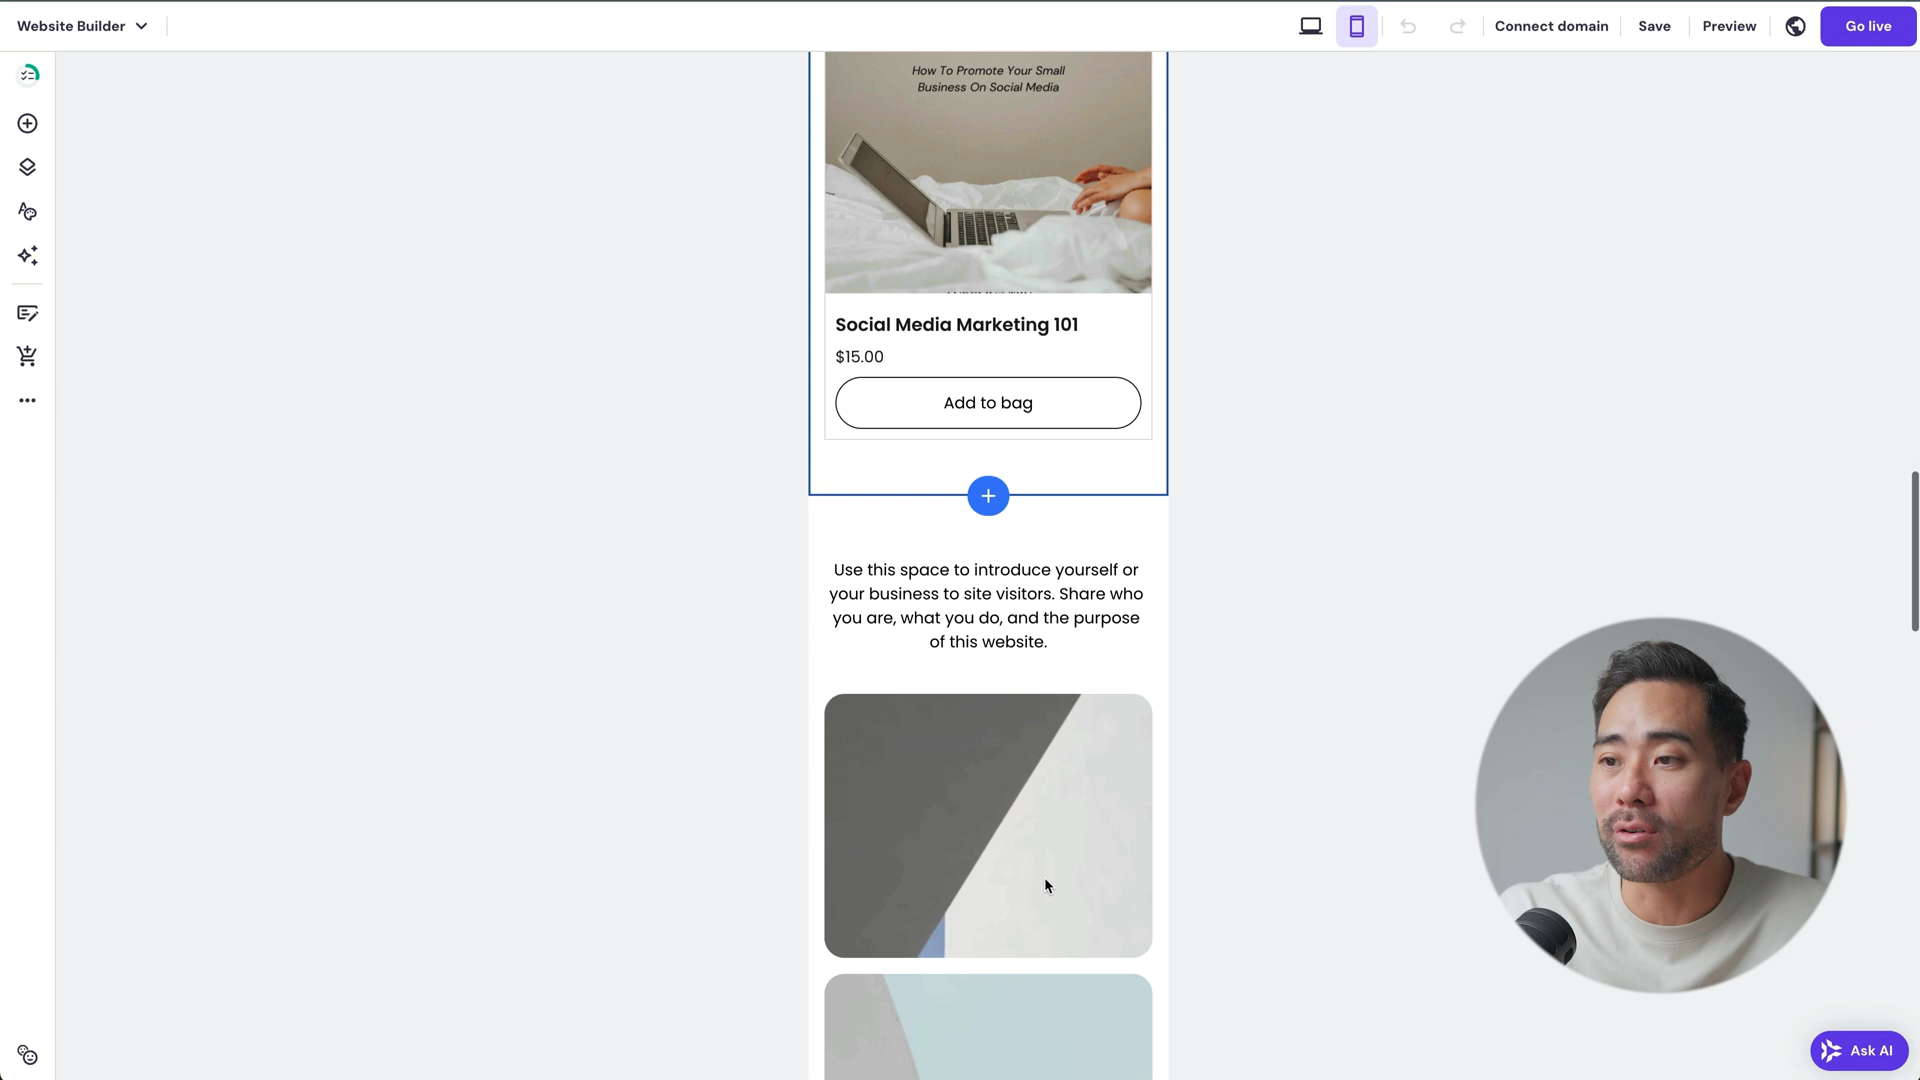 Website Builder
Connect domain
Save
Preview
Go live
How To Promote Your Small
Business On Social Media
Social Media Marketing 101
$15.00
Add to bag
Use this space to introduce yourself or
your business to site visitors. Share who
you are, what you do, and the purpose
of this website.
Ask AI